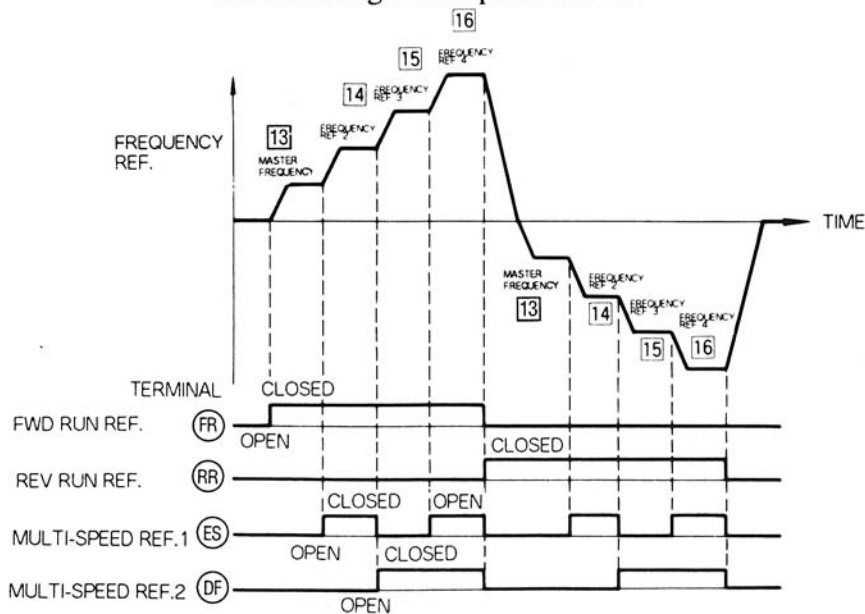 16
15
FREQUENCY
REF 4
14
FREQUENCY
REF 3
13
FREQUENCY
REF 2
FREQUENCY
REF.
MASTER
FREQUENCY
TIME
MASTER
FREQUENCY
13
FREQUENCY
REF 2
14
FREQUENCY
REF 3
15
FREQUENCY
REF 4
16
TERMINAL
CLOSED
FWD RUN REF. FR
OPEN
CLOSED
REV RUN REF. RR
CLOSED
OPEN
MULTI-SPEED REF.1 ES
OPEN
CLOSED
MULTI-SPEED REF.2 DF
OPEN